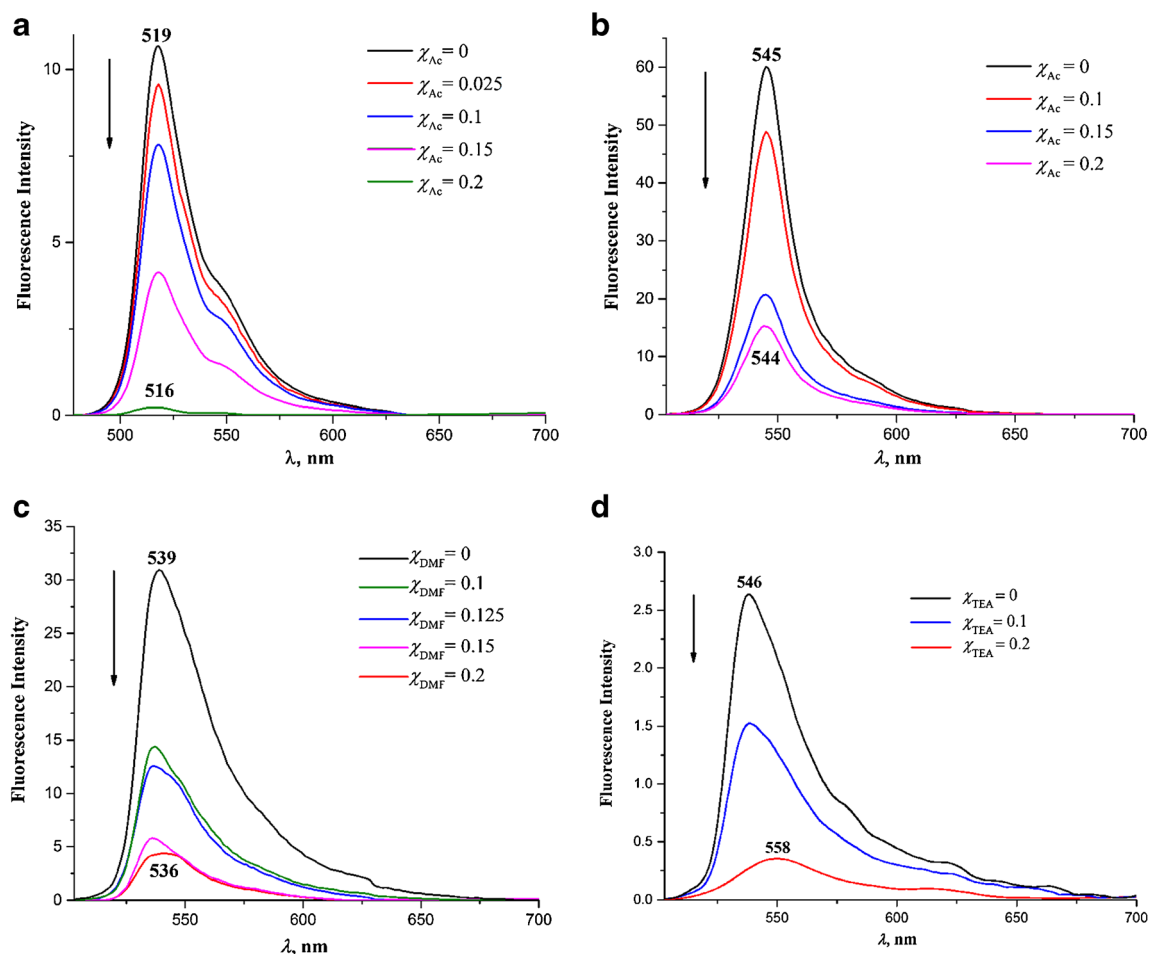 a
519
χAc = 0
χAc = 0.025
χAc = 0.1
χAc = 0.15
χAc = 0.2
516
Fluorescence Intensity
10
5
0
500
550
600
650
700
λ, nm
b
545
χAc = 0
χAc = 0.1
χAc = 0.15
χAc = 0.2
544
Fluorescence Intensity
60
50
40
30
20
10
0
550
600
650
700
λ, nm
c
539
χDMF = 0
χDMF = 0.1
χDMF = 0.125
χDMF = 0.15
χDMF = 0.2
536
Fluorescence Intensity
35
30
25
20
15
10
5
0
550
600
650
700
λ, nm
d
546
χTEA = 0
χTEA = 0.1
χTEA = 0.2
558
Fluorescence Intensity
3.0
2.5
2.0
1.5
1.0
0.5
0.0
550
600
650
700
λ, nm